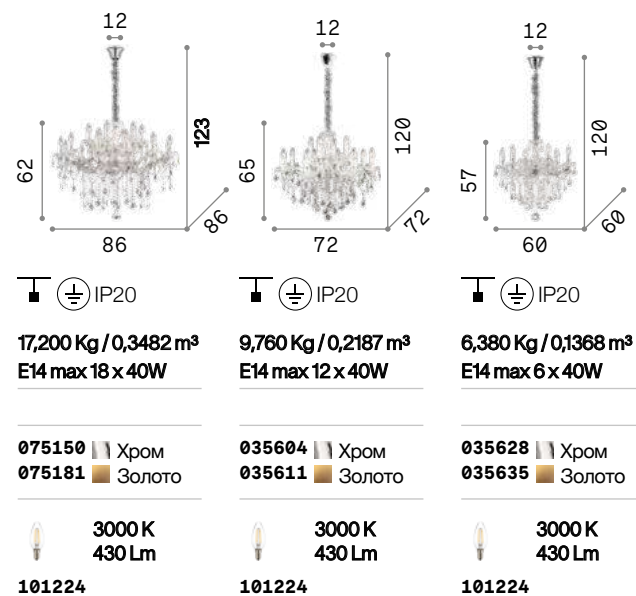 12
62
123
86
86
IP20
17,200 Kg / 0,3482 m³
E14 max 18 x 40W
075150 Хром
075181 Золото
3000 K
430 Lm
101224
12
65
120
72
72
IP20
9,760 Kg / 0,2187 m³
E14 max 12 x 40W
035604 Хром
035611 Золото
3000 K
430 Lm
101224
12
57
120
60
60
IP20
6,380 Kg / 0,1368 m³
E14 max 6 x 40W
035628 Хром
035635 Золото
3000 K
430 Lm
101224